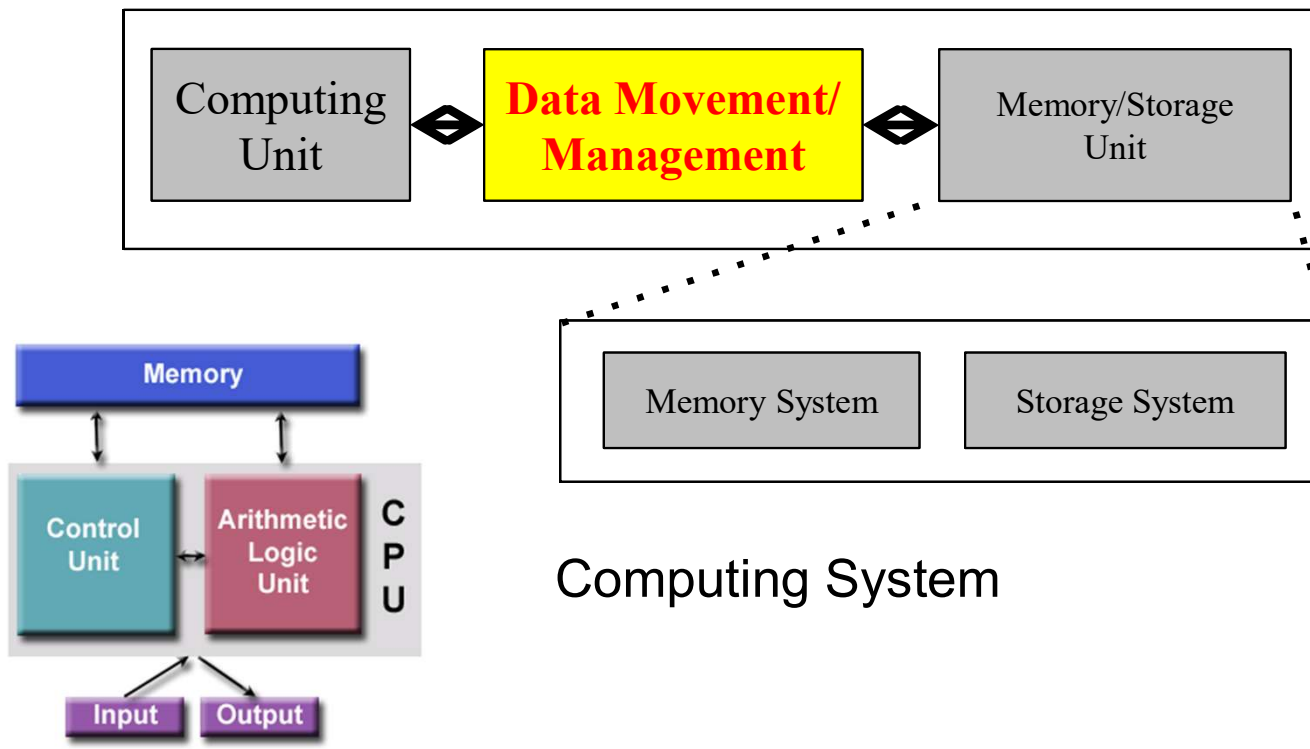 Computing
Unit
Data Movement/
Management
Memory/Storage
Unit
Memory System
Storage System
Memory
Control
Unit
Arithmetic
Logic
Unit
C
P
U
Input
Output
Computing System